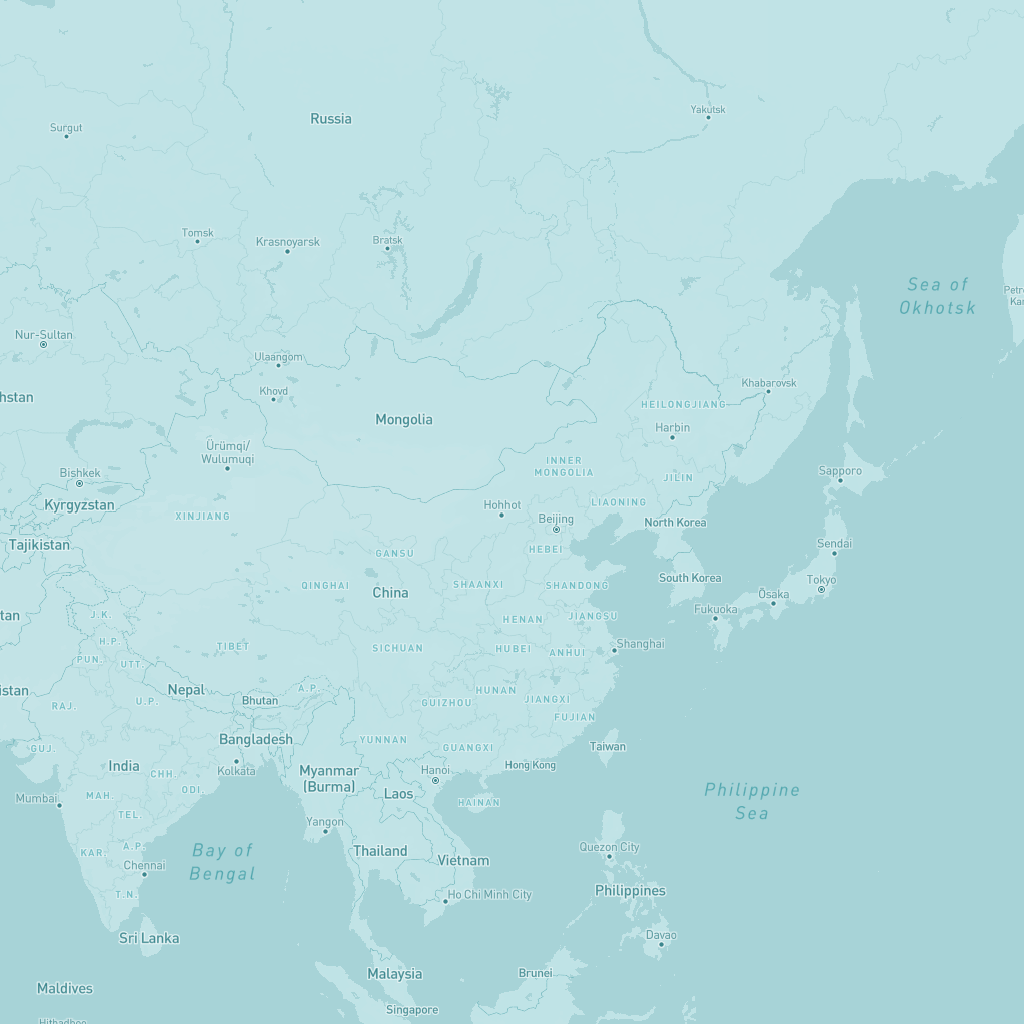 Yakutsk
Russia
Surgut
Tomsk
Krasnoyarsk
Bratsk
Sea of
Okhotsk
Petro
Kam
Nur-Sultan
Ulaangom
Khovd
Khabarovsk
hstan
HEILONGJIANG
Mongolia
Harbin
Ürümqi/
Wulumuqi
INNER
MONGOLIA
Bishkek
Sapporo
JILIN
Kyrgyzstan
Hohhot
LIAONING
XINJIANG
Beijing
North Korea
Tajikistan
Sendai
HEBEI
GANSU
South Korea
Tokyo
QINGHAI
China
SHAANXI
SHANDONG
Ōsaka
Fukuoka
tan
J.K.
HENAN
JIANGSU
H.P.
TIBET
SICHUAN
HUBEI
ANHUI
Shanghai
PUN.
UTT.
istan
Nepal
A.P.
HUNAN
Bhutan
GUIZHOU
JIANGXI
RAJ.
U.P.
FUJIAN
Bangladesh
YUNNAN
GUANGXI
Taiwan
GUJ.
India
CHH.
Kolkata
Myanmar
(Burma)
Hanoi
Hong Kong
ODI.
Laos
Philippine
Sea
Mumbai
MAH.
HAINAN
TEL.
Yangon
Quezon City
KAR.
A.P.
Bay of
Bengal
Thailand
Vietnam
Chennai
T.N.
Ho Chi Minh City
Philippines
Sri Lanka
Davao
Malaysia
Brunei
Maldives
Singapore
Hithadhoo